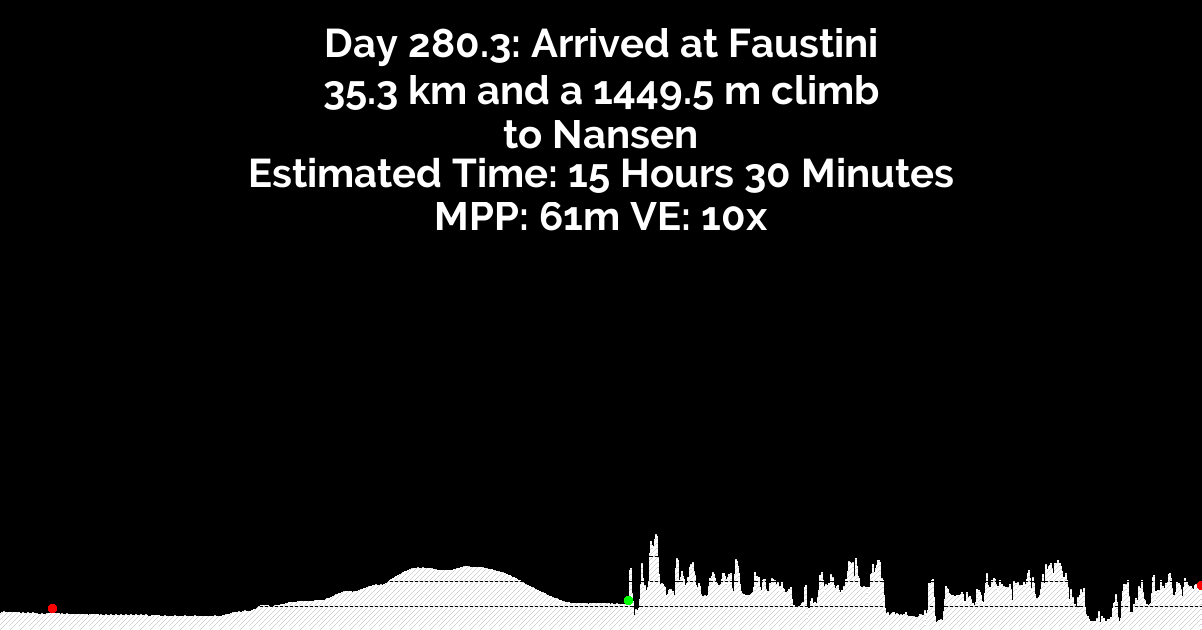 Day 280.3: Arrived at Faustini
35.3 km and a 1449.5 m climb
to Nansen
Estimated Time: 15 Hours 30 Minutes
MPP: 61m VE: 10x